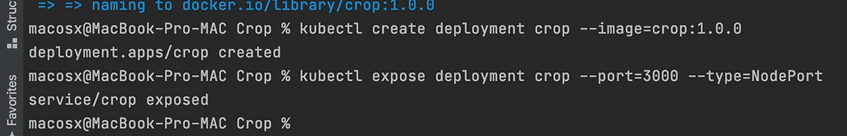 Struc
Favorites
=> => naming to docker.io/library/crop:1.0.0
macosx@MacBook-Pro-MAC Crop % kubectl create deployment crop --image=crop:1.0.0
deployment.apps/crop created
macosx@MacBook-Pro-MAC Crop % kubectl expose deployment crop --port=3000 --type=NodePort
service/crop exposed
macosx@MacBook-Pro-MAC Crop %